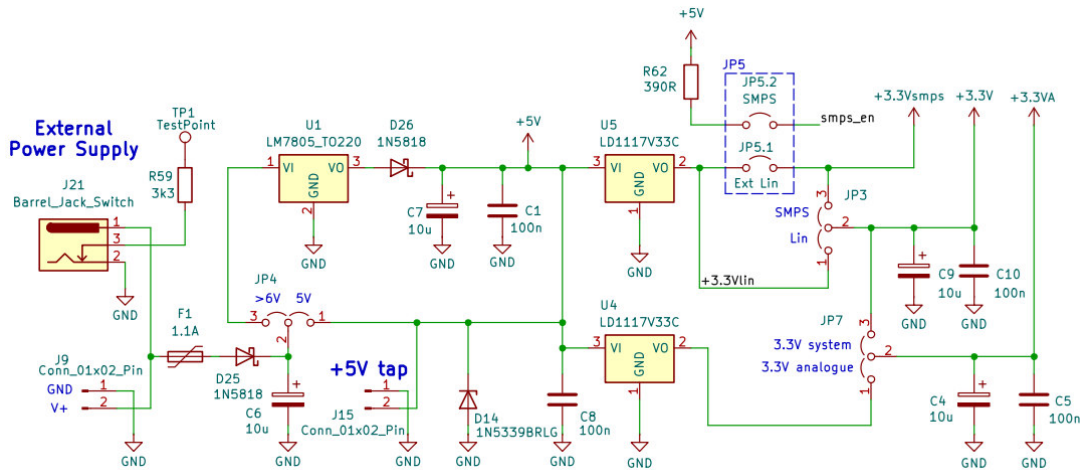 External
Power Supply
J21
Barrel_Jack_Switch
1
3
2
GND
TP1
TestPoint
R59
3k3
U1
LM7805_TO220
1
VI
VO
3
GND
2
GND
D26
1N5818
+5V
C7
10u
GND
C1
100n
GND
U5
LD1117V33C
3
VI
VO
2
GND
1
GND
+5V
R62
390R
JP5
JP5.2
SMPS
smps_en
JP5.1
Ext Lin
+3.3Vsmps
+3.3V
+3.3VA
JP3
3
SMPS
2
Lin
1
+3.3Vlin
C9
10u
GND
C10
100n
GND
JP4
>6V
5V
3
1
2
F1
1.1A
D25
1N5818
J9
Conn_01x02_Pin
GND
1
V+
2
GND
C6
10u
GND
+5V tap
1
2
J15
Conn_01x02_Pin
GND
D14
1N5339BRLG
GND
C8
100n
GND
U4
LD1117V33C
3
VI
VO
2
GND
1
GND
JP7
3
3.3V system
2
3.3V analogue
1
C4
10u
GND
C5
100n
GND